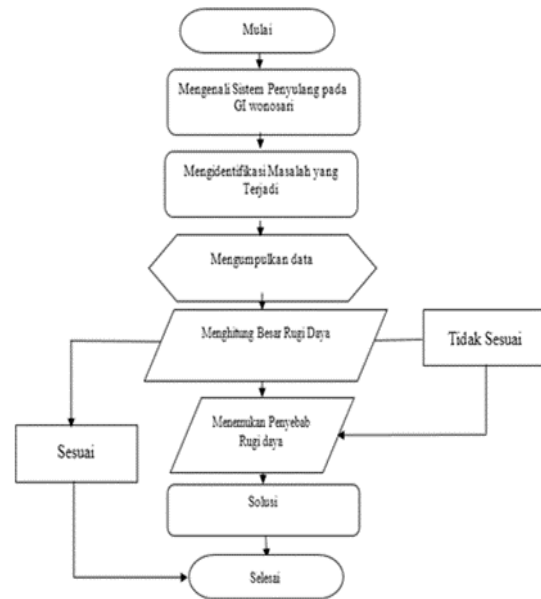 Mulai
Mengenali Sistem Penyulang pada
GI wonosari
Mengidentifikasi Masalah yang
Terjadi
Mengumpulkan data
Menghitung Besar Rugi Daya
Tidak Sesuai
Menemukan Penyebab
Rugi daya
Sesuai
Solusi
Selesai